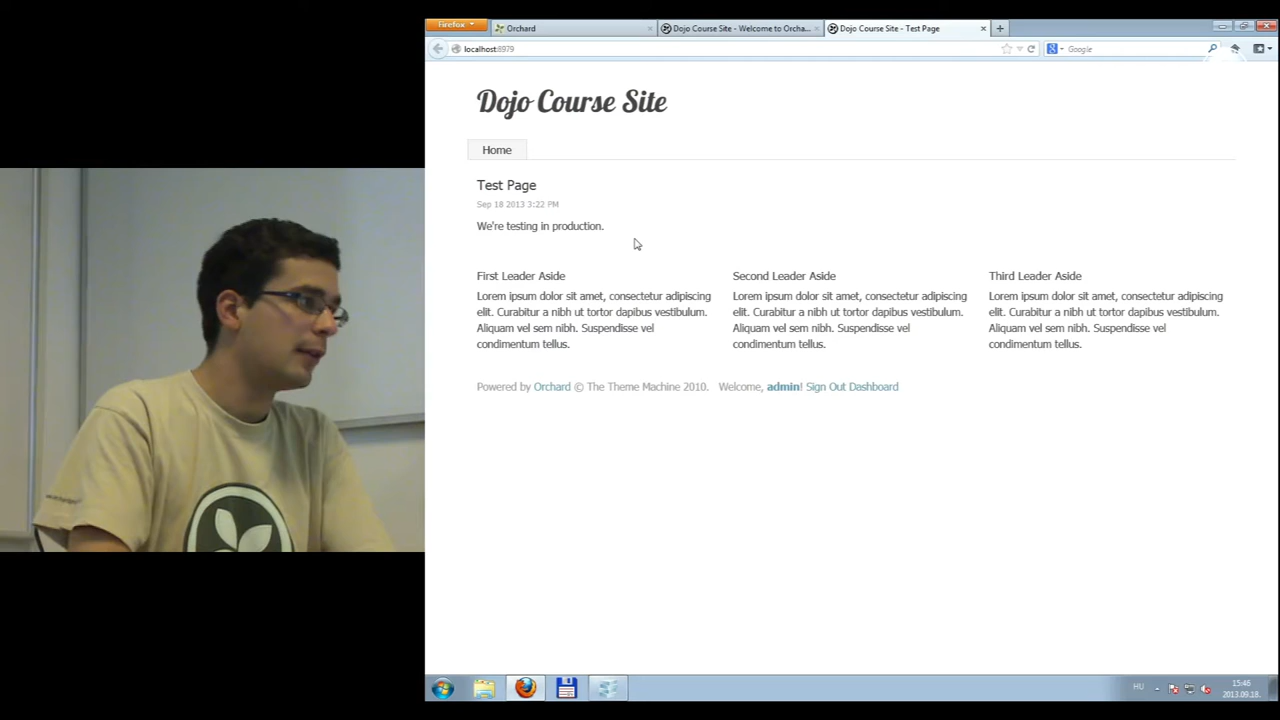 Firefox
Orchard
Dojo Course Site - Welcome to Orcha...
Dojo Course Site - Test Page
localhost:8979
Google
Dojo Course Site
Home
Test Page
Sep 18 2013 3:22 PM
We're testing in production.
First Leader Aside
Lorem ipsum dolor sit amet, consectetur adipiscing
elit. Curabitur a nibh ut tortor dapibus vestibulum.
Aliquam vel sem nibh. Suspendisse vel
condimentum tellus.
Second Leader Aside
Lorem ipsum dolor sit amet, consectetur adipiscing
elit. Curabitur a nibh ut tortor dapibus vestibulum.
Aliquam vel sem nibh. Suspendisse vel
condimentum tellus.
Third Leader Aside
Lorem ipsum dolor sit amet, consectetur adipiscing
elit. Curabitur a nibh ut tortor dapibus vestibulum.
Aliquam vel sem nibh. Suspendisse vel
condimentum tellus.
Powered by Orchard © The Theme Machine 2010. Welcome, admin! Sign Out Dashboard
HU
15:46
2013.09.18.